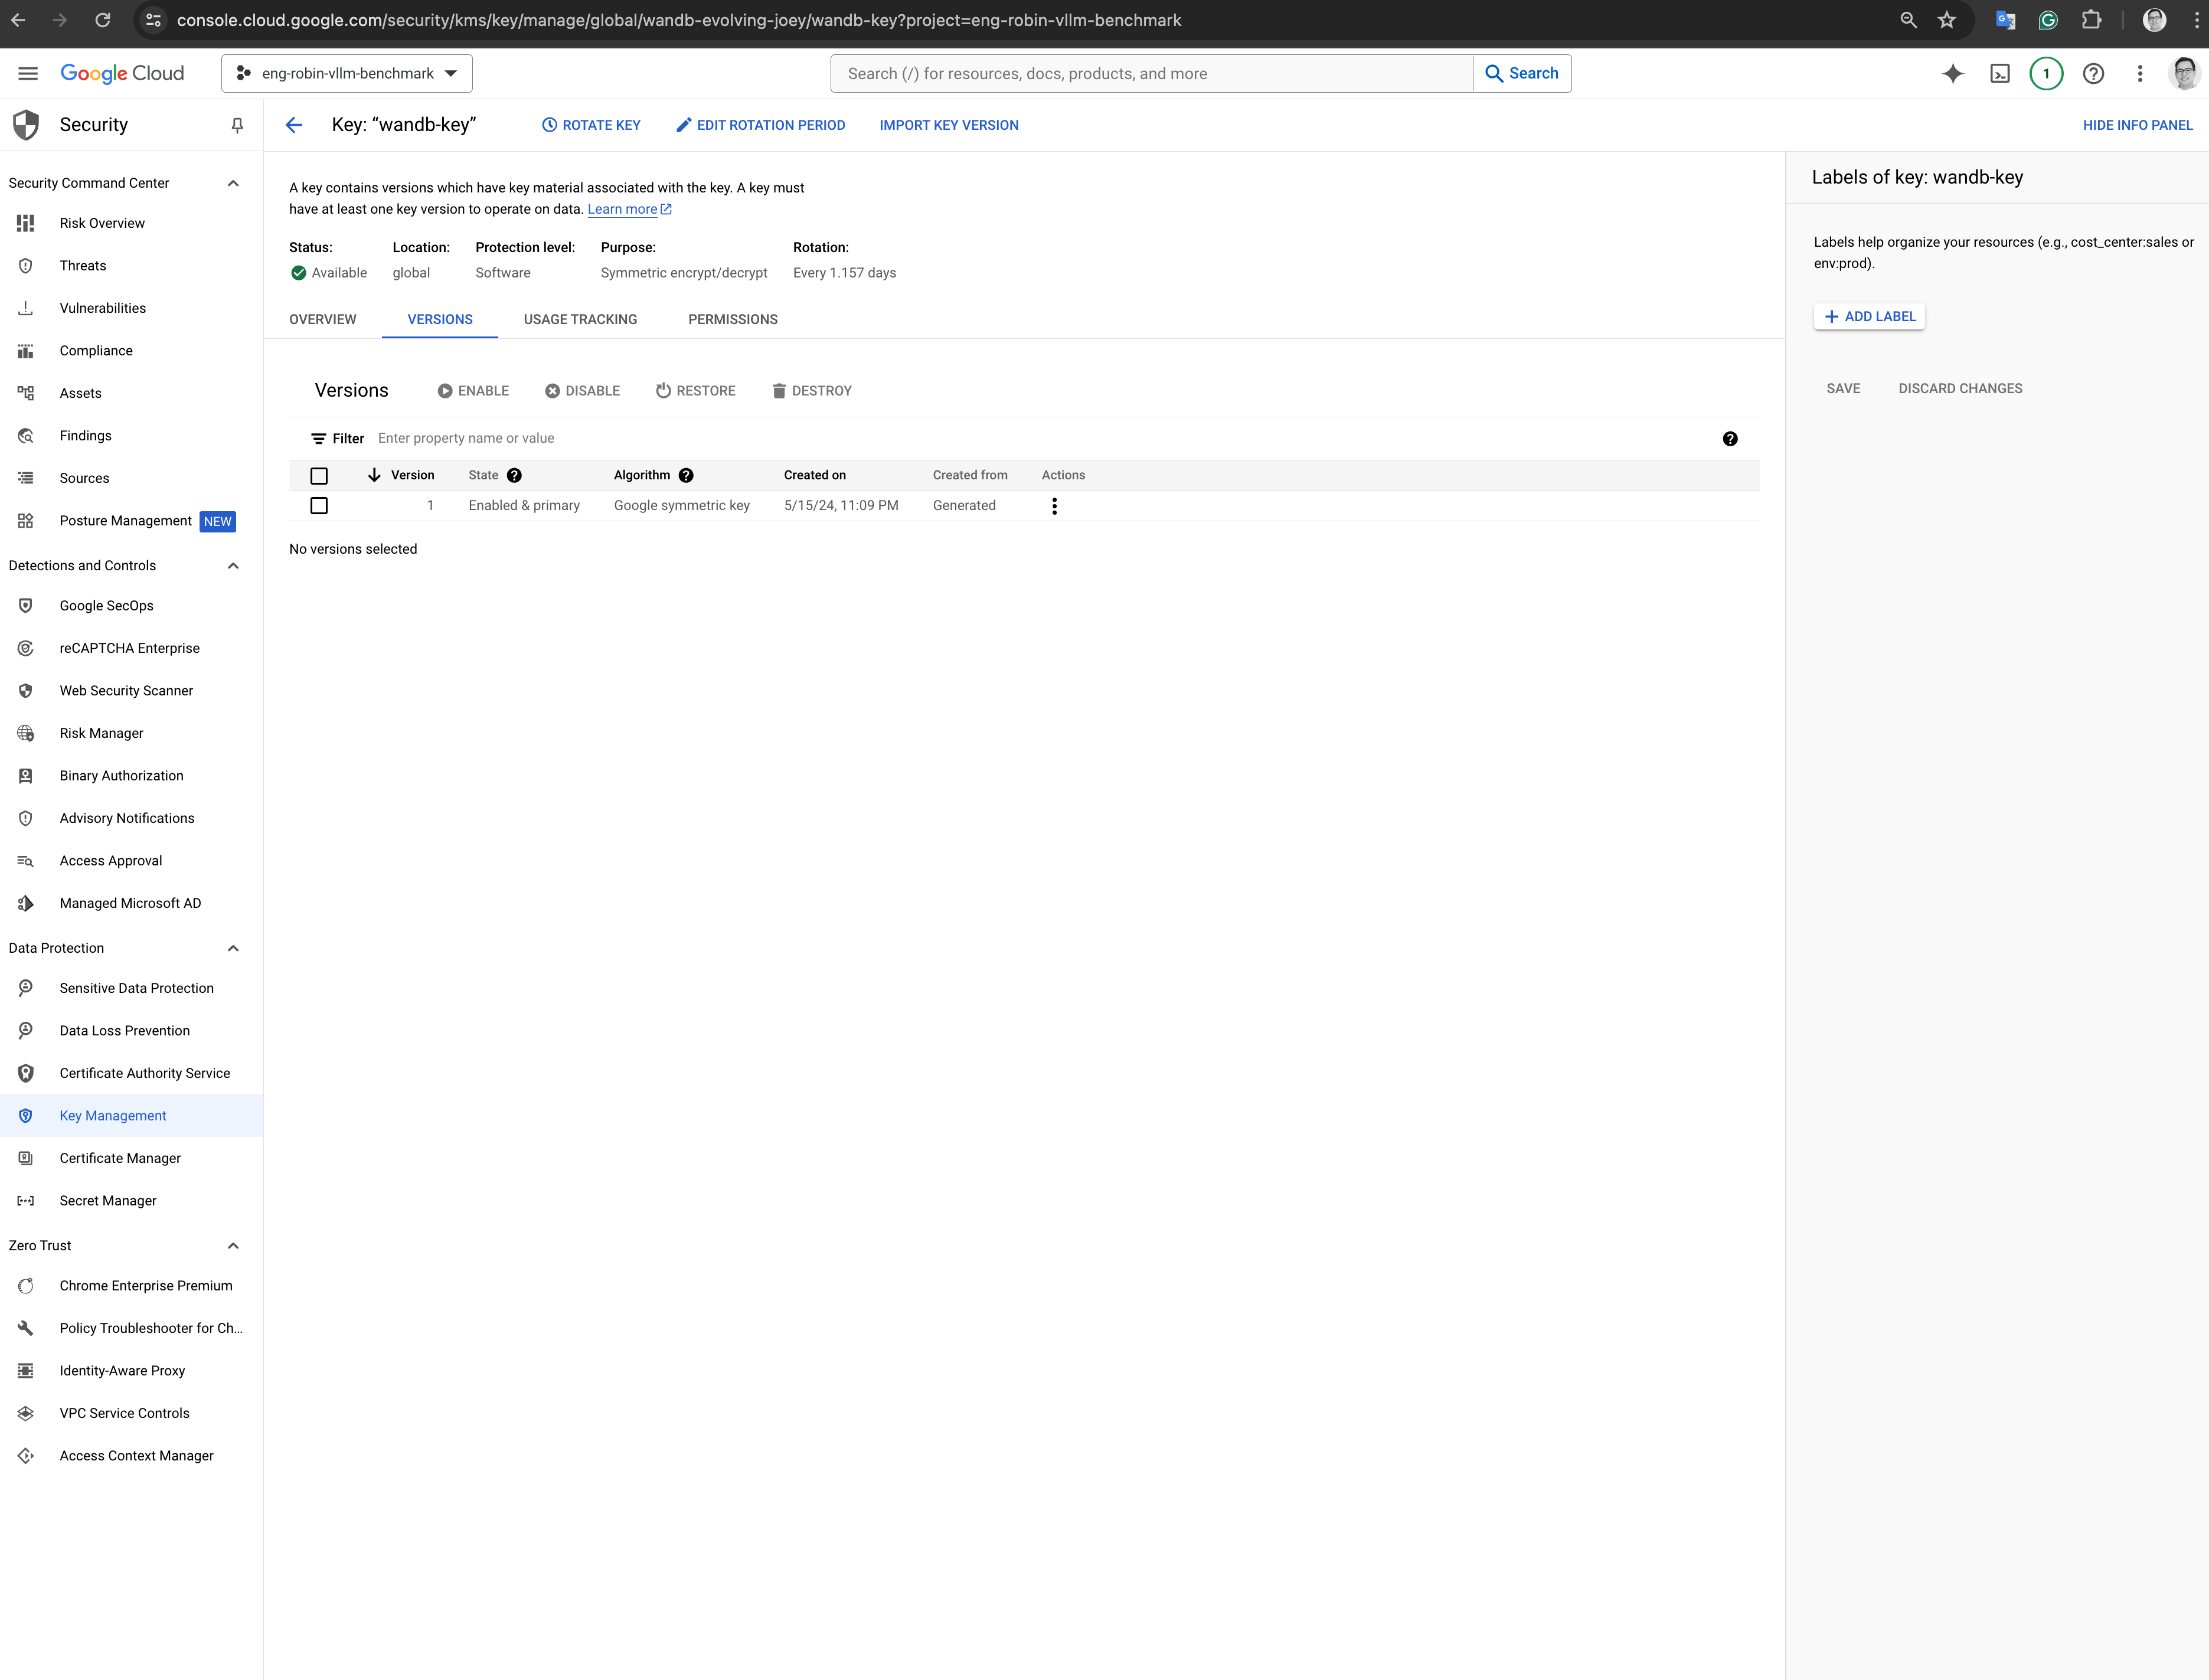 console.cloud.google.com/security/kms/key/manage/global/wandb-evolving-joey/wandb-key?project=eng-robin-vllm-benchmark
Google Cloud
eng-robin-vllm-benchmark
Search (/) for resources, docs, products, and more
Search
1
Security
Security Command Center
Risk Overview
Threats
Vulnerabilities
Compliance
Assets
Findings
Sources
Posture Management NEW
Detections and Controls
Google SecOps
reCAPTCHA Enterprise
Web Security Scanner
Risk Manager
Binary Authorization
Advisory Notifications
Access Approval
Managed Microsoft AD
Data Protection
Sensitive Data Protection
Data Loss Prevention
Certificate Authority Service
Key Management
Certificate Manager
Secret Manager
Zero Trust
Chrome Enterprise Premium
Policy Troubleshooter for Ch...
Identity-Aware Proxy
VPC Service Controls
Access Context Manager
Key: “wandb-key”
ROTATE KEY
EDIT ROTATION PERIOD
IMPORT KEY VERSION
HIDE INFO PANEL
A key contains versions which have key material associated with the key. A key must
have at least one key version to operate on data. Learn more
Status: Location: Protection level: Purpose: Rotation:
Available global Software Symmetric encrypt/decrypt Every 1.157 days
OVERVIEW VERSIONS USAGE TRACKING PERMISSIONS
Versions ENABLE DISABLE RESTORE DESTROY
Filter Enter property name or value
Version State Algorithm Created on Created from Actions
1 Enabled & primary Google symmetric key 5/15/24, 11:09 PM Generated
No versions selected
Labels of key: wandb-key
Labels help organize your resources (e.g., cost_center:sales or
env:prod).
ADD LABEL
SAVE DISCARD CHANGES